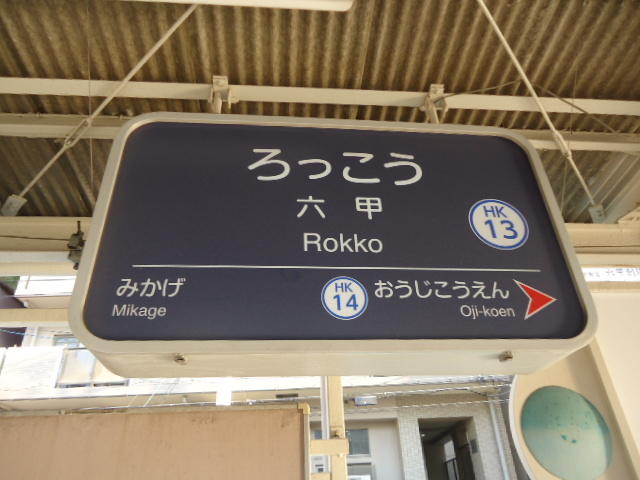 ろっこう
六甲
Rokko
HK
13
みかげ
Mikage
HK
14
おうじこうえん
Oji-koen